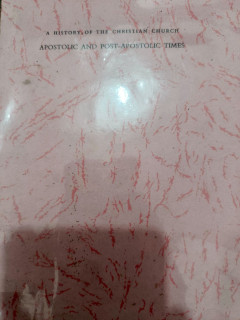 A HISTORY OF THE CHRISTIAN CHURCH
APOSTOLIC AND POST-APOSTOLIC TIMES